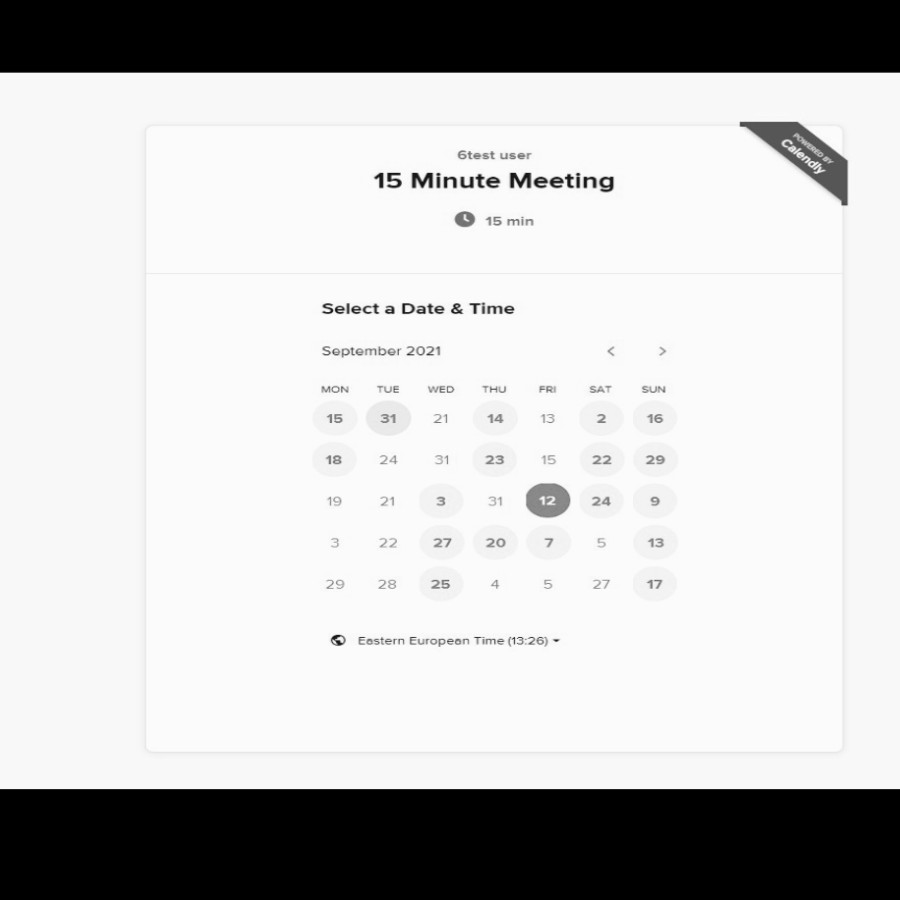 POWERED BY
Calendly
6test user
15 Minute Meeting
15 min
Select a Date & Time
September 2021
MON TUE WED THU FRI SAT SUN
15 31 21 14 13 2 16
18 24 31 23 15 22 29
19 21 3 31 12 24 9
3 22 27 20 7 5 13
29 28 25 4 5 27 17
Eastern European Time (13:26)